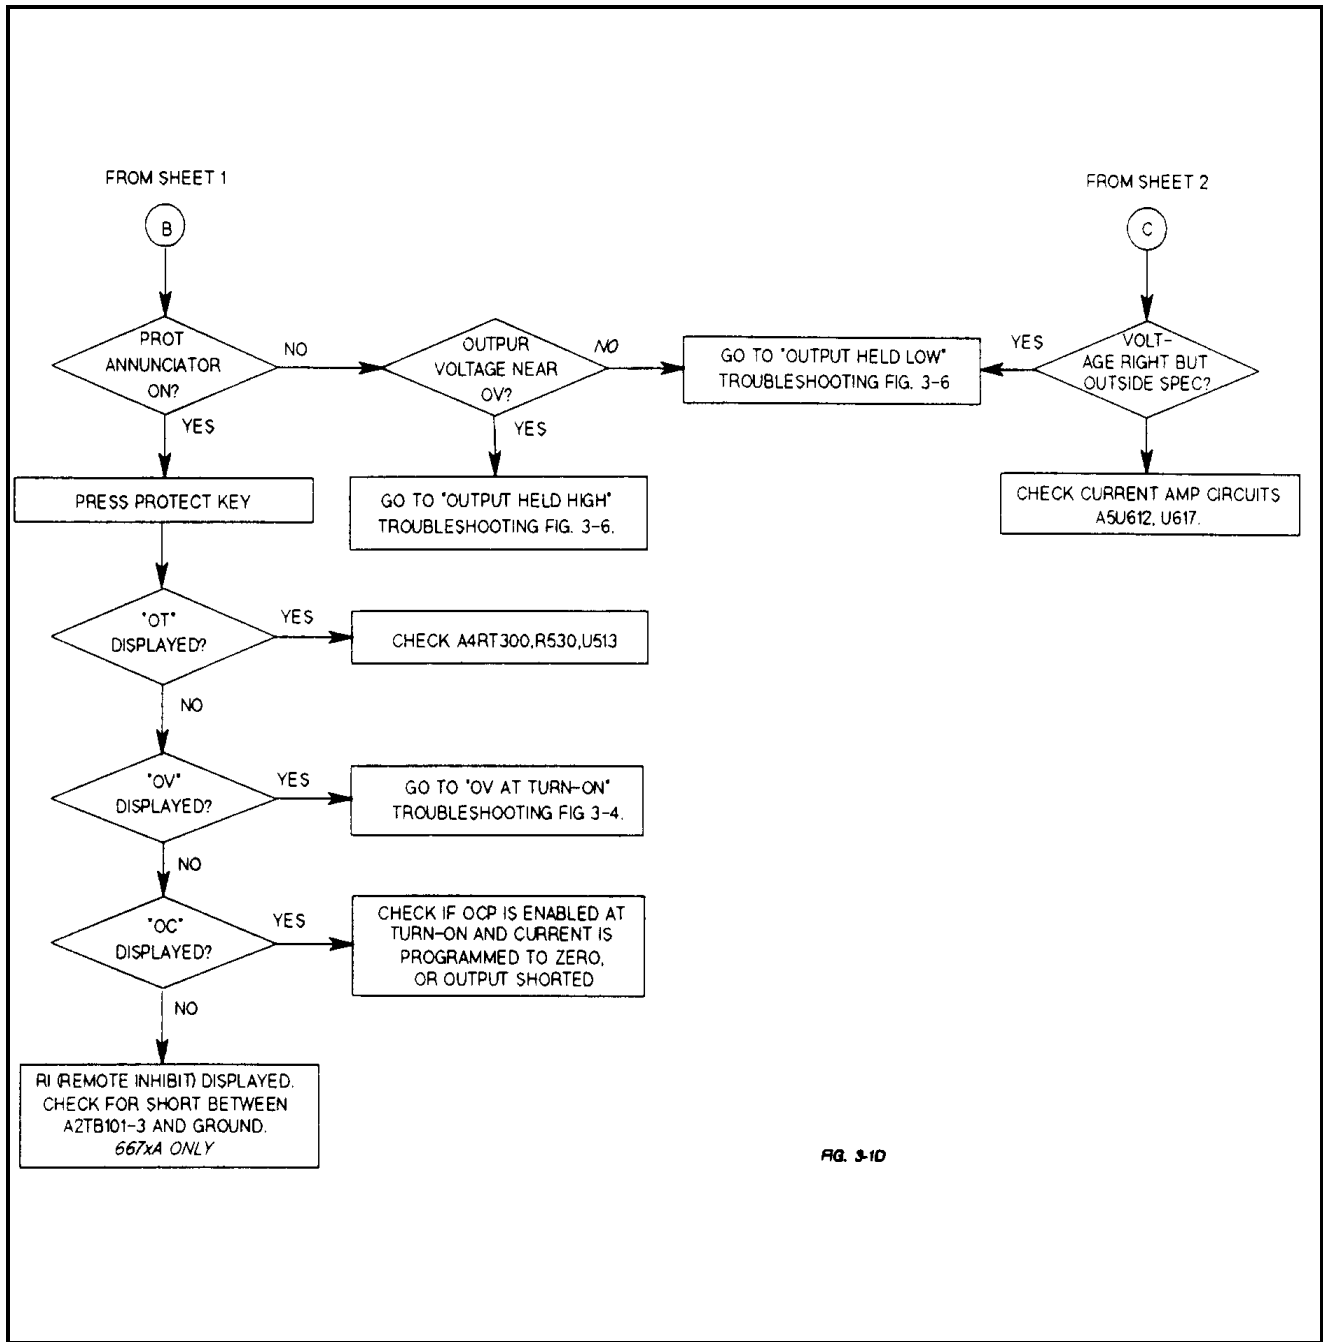 FROM SHEET 1
B
PROT
ANNUNCIATOR
ON?
NO
YES
OUTPUR
VOLTAGE NEAR
OV?
NO
YES
GO TO "OUTPUT HELD LOW"
TROUBLESHOOTING FIG. 3-6
FROM SHEET 2
C
VOLT-
AGE RIGHT BUT
OUTSIDE SPEC?
YES
CHECK CURRENT AMP CIRCUITS
A5U612, U617.
PRESS PROTECT KEY
GO TO "OUTPUT HELD HIGH"
TROUBLESHOOTING FIG. 3-6.
"OT"
DISPLAYED?
YES
CHECK A4RT300,R530,U513
NO
"OV"
DISPLAYED?
YES
GO TO "OV AT TURN-ON"
TROUBLESHOOTING FIG 3-4.
NO
"OC"
DISPLAYED?
YES
CHECK IF OCP IS ENABLED AT
TURN-ON AND CURRENT IS
PROGRAMMED TO ZERO,
OR OUTPUT SHORTED
NO
RI (REMOTE INHIBIT) DISPLAYED.
CHECK FOR SHORT BETWEEN
A2TB101-3 AND GROUND.
667xA ONLY
FIG. 3-1D